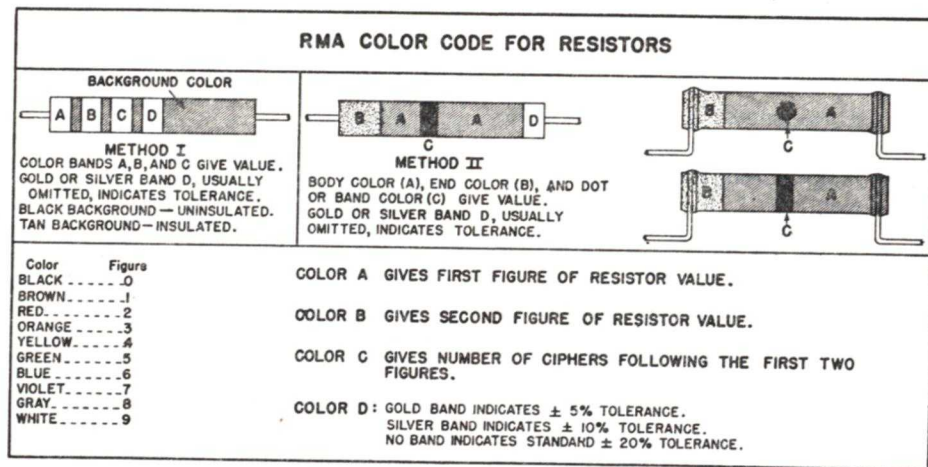 RMA COLOR CODE FOR RESISTORS
BACKGROUND COLOR
A B C D
METHOD I
COLOR BANDS A, B, AND C GIVE VALUE.
GOLD OR SILVER BAND D, USUALLY
OMITTED, INDICATES TOLERANCE.
BLACK BACKGROUND — UNINSULATED.
TAN BACKGROUND — INSULATED.
B A A D
C
METHOD II
BODY COLOR (A), END COLOR (B), AND DOT
OR BAND COLOR (C) GIVE VALUE.
GOLD OR SILVER BAND D, USUALLY
OMITTED, INDICATES TOLERANCE.
B A
C
B A
C
Color Figure
BLACK ------ 0
BROWN ------ 1
RED ------ 2
ORANGE ------ 3
YELLOW ------ 4
GREEN ------ 5
BLUE ------ 6
VIOLET ------ 7
GRAY ------ 8
WHITE ------ 9
COLOR A GIVES FIRST FIGURE OF RESISTOR VALUE.
COLOR B GIVES SECOND FIGURE OF RESISTOR VALUE.
COLOR C GIVES NUMBER OF CIPHERS FOLLOWING THE FIRST TWO
FIGURES.
COLOR D: GOLD BAND INDICATES ± 5% TOLERANCE.
SILVER BAND INDICATES ± 10% TOLERANCE.
NO BAND INDICATES STANDARD ± 20% TOLERANCE.